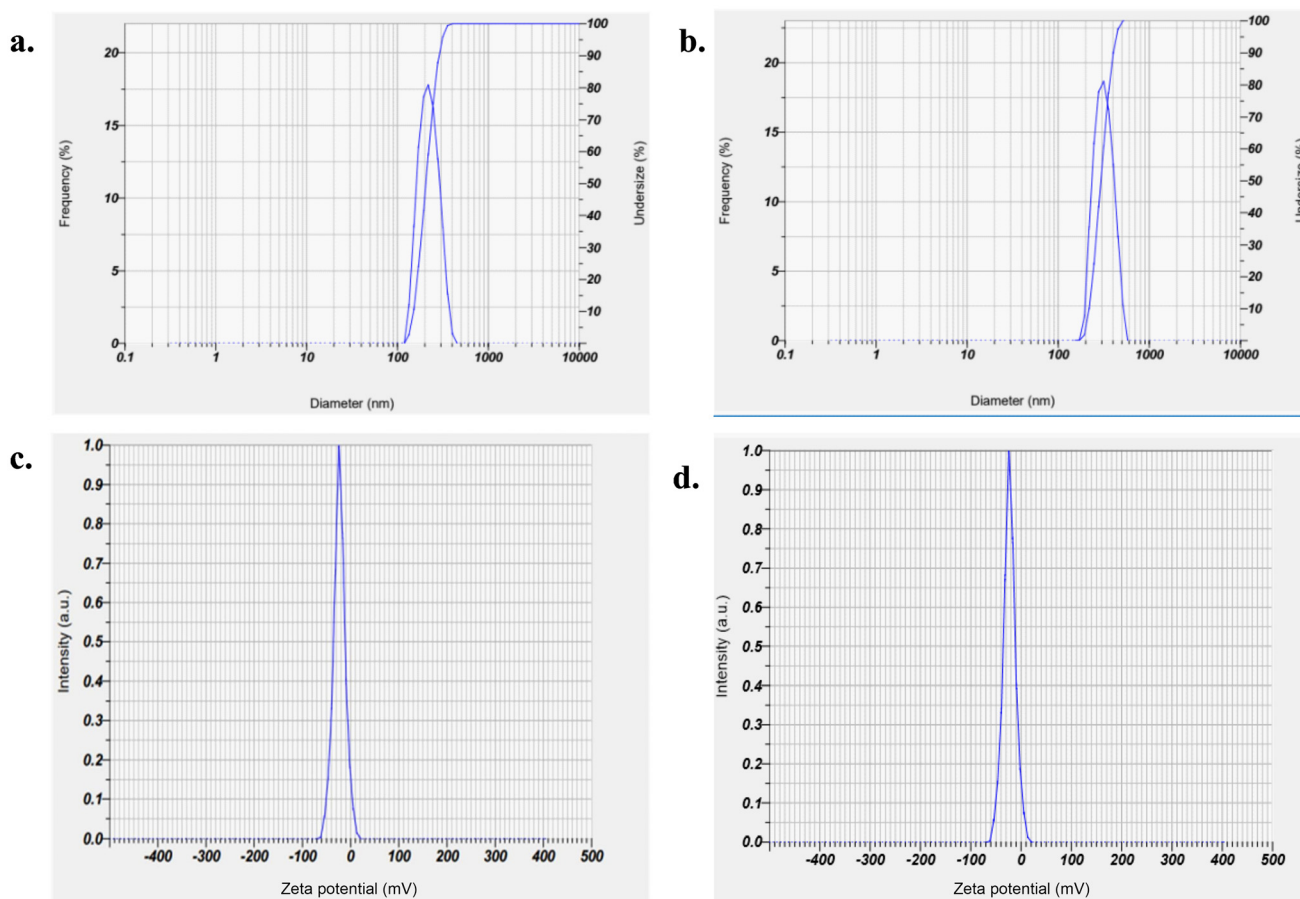 a.
Frequency (%)
20
15
10
5
0
100
90
80
70
60
50
40
30
20
10
Undersize (%)
0.1 1 10 100 1000 10000
Diameter (nm)
b.
Frequency (%)
20
15
10
5
0
100
90
80
70
60
50
40
30
20
10
Undersize (%)
0.1 1 10 100 1000 10000
Diameter (nm)
c.
Intensity (a.u.)
1.0
0.9
0.8
0.7
0.6
0.5
0.4
0.3
0.2
0.1
0.0
-400 -300 -200 -100 0 100 200 300 400 500
Zeta potential (mV)
d.
Intensity (a.u.)
1.0
0.9
0.8
0.7
0.6
0.5
0.4
0.3
0.2
0.1
0.0
-400 -300 -200 -100 0 100 200 300 400 500
Zeta potential (mV)